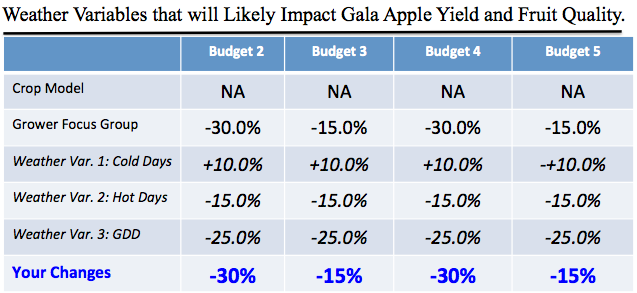 Weather Variables that will Likely Impact Gala Apple Yield and Fruit Quality.
Budget 2 Budget 3 Budget 4 Budget 5
Crop Model NA NA NA NA
Grower Focus Group -30.0% -15.0% -30.0% -15.0%
Weather Var. 1: Cold Days +10.0% +10.0% +10.0% -+10.0%
Weather Var. 2: Hot Days -15.0% -15.0% -15.0% -15.0%
Weather Var. 3: GDD -25.0% -25.0% -25.0% -25.0%
Your Changes -30% -15% -30% -15%